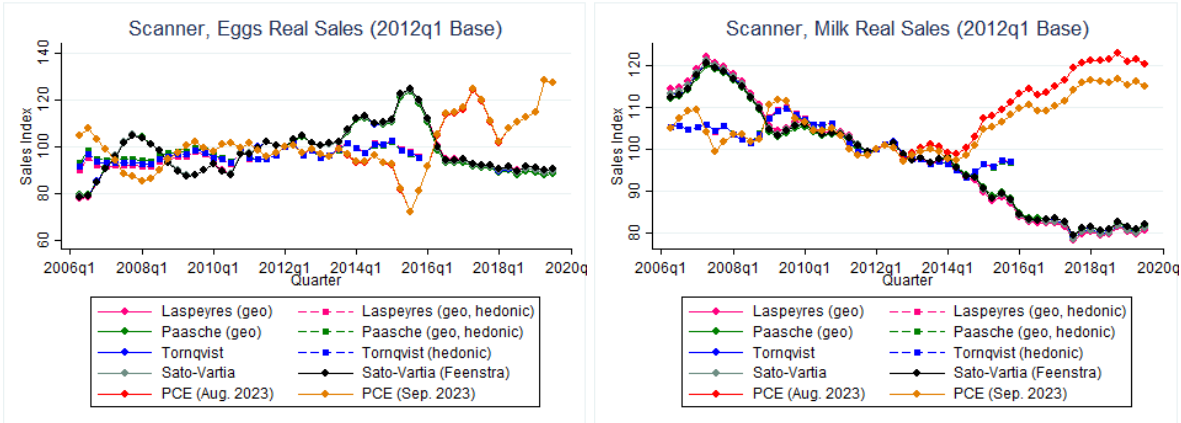 Scanner, Eggs Real Sales (2012q1 Base)
Sales Index
140
120
100
80
60
2006q1 2008q1 2010q1 2012q1 2014q1 2016q1 2018q1 2020q
Quarter
Laspeyres (geo) Laspeyres (geo, hedonic)
Paasche (geo) Paasche (geo, hedonic)
Tornqvist Tornqvist (hedonic)
Sato-Vartia Sato-Vartia (Feenstra)
PCE (Aug. 2023) PCE (Sep. 2023)
Scanner, Milk Real Sales (2012q1 Base)
Sales Index
120
110
100
90
80
2006q1 2008q1 2010q1 2012q1 2014q1 2016q1 2018q1 2020q
Quarter
Laspeyres (geo) Laspeyres (geo, hedonic)
Paasche (geo) Paasche (geo, hedonic)
Tornqvist Tornqvist (hedonic)
Sato-Vartia Sato-Vartia (Feenstra)
PCE (Aug. 2023) PCE (Sep. 2023)